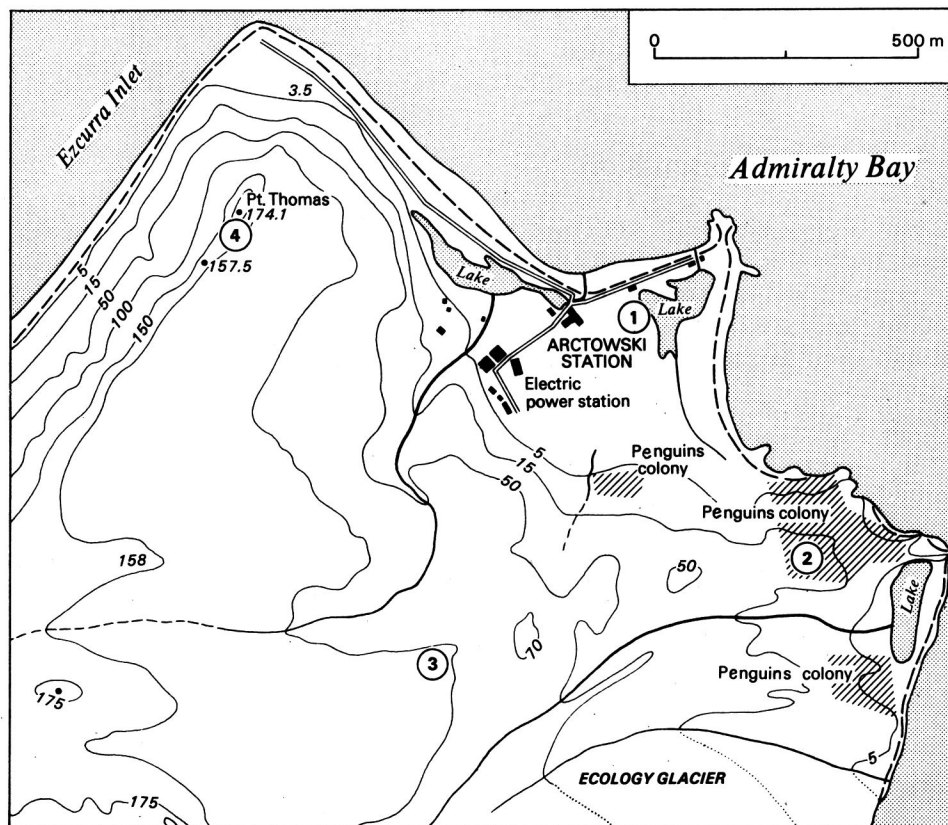 0 500 m
Ezcurra Inlet
Admiralty Bay
3.5
Pt. Thomas
174.1
4
157.5
5
15
50
100
150
Lake
1
Lake
ARCTOWSKI
STATION
Electric
power station
5
15
50
Penguins
colony
Penguins colony
2
158
50
70
Lake
3
Penguins colony
175
5
ECOLOGY GLACIER
175